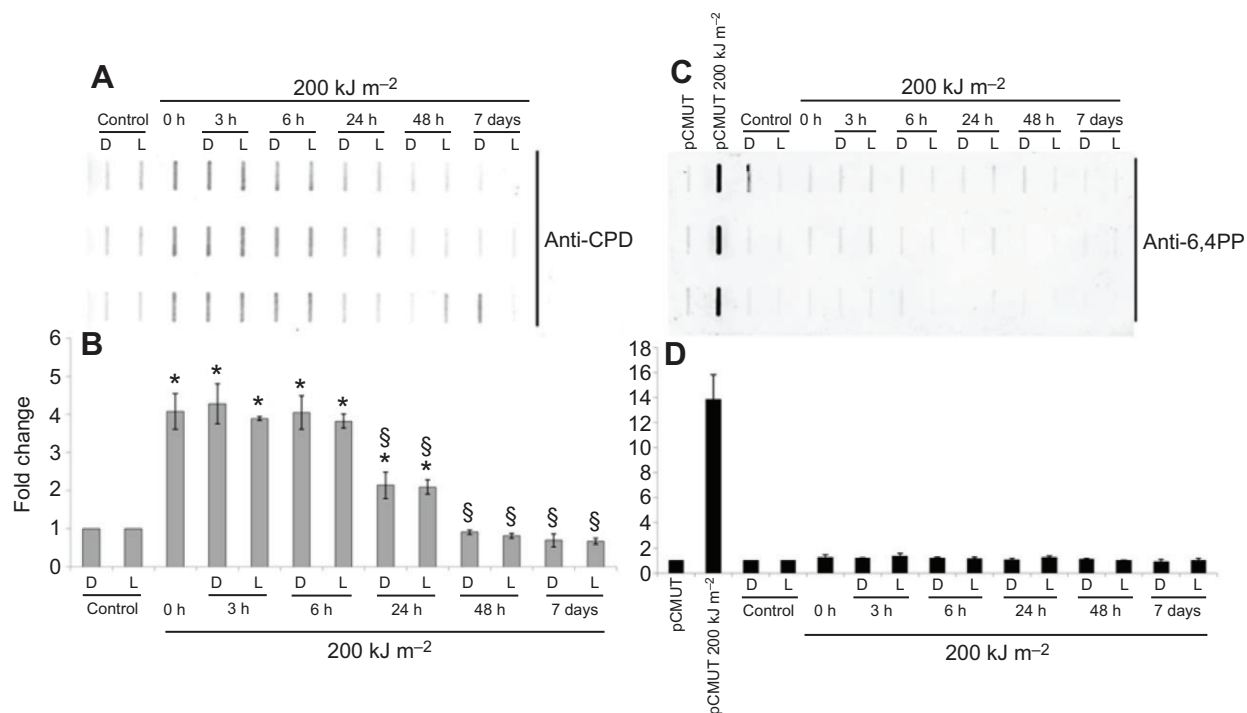 A
200 kJ m–2
Control 0 h 3 h 6 h 24 h 48 h 7 days
D L D L D L D L D L D L
Anti-CPD
B
Fold change
6
5
4
3
2
1
0
* * * * * § * § * § § § §
D L D L D L D L D L D L
Control 0 h 3 h 6 h 24 h 48 h 7 days
200 kJ m–2
C
pCMUT
pCMUT 200 kJ m–2
200 kJ m–2
Control 0 h 3 h 6 h 24 h 48 h 7 days
D L D L D L D L D L D L
Anti-6,4PP
D
18
16
14
12
10
8
6
4
2
0
D L D L D L D L D L D L
pCMUT
pCMUT 200 kJ m–2
Control 0 h 3 h 6 h 24 h 48 h 7 days
200 kJ m–2